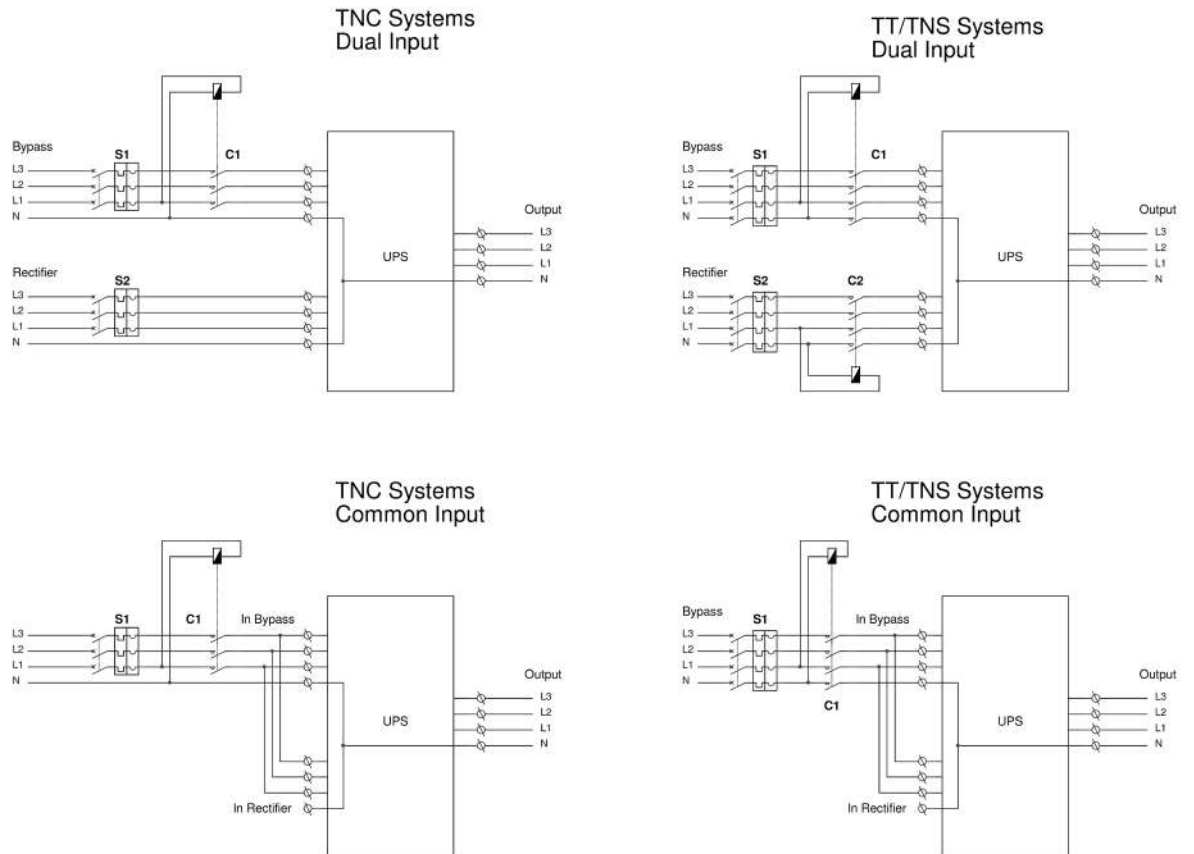 TNC Systems
Dual Input
Bypass
S1
C1
L3
L2
L1
N
Rectifier
S2
L3
L2
L1
N
UPS
Output
L3
L2
L1
N
TT/TNS Systems
Dual Input
Bypass
S1
C1
L3
L2
L1
N
Rectifier
S2
C2
L3
L2
L1
N
UPS
Output
L3
L2
L1
N
TNC Systems
Common Input
S1
C1
In Bypass
L3
L2
L1
N
UPS
Output
L3
L2
L1
N
In Rectifier
TT/TNS Systems
Common Input
Bypass
S1
In Bypass
L3
L2
L1
N
C1
UPS
Output
L3
L2
L1
N
In Rectifier